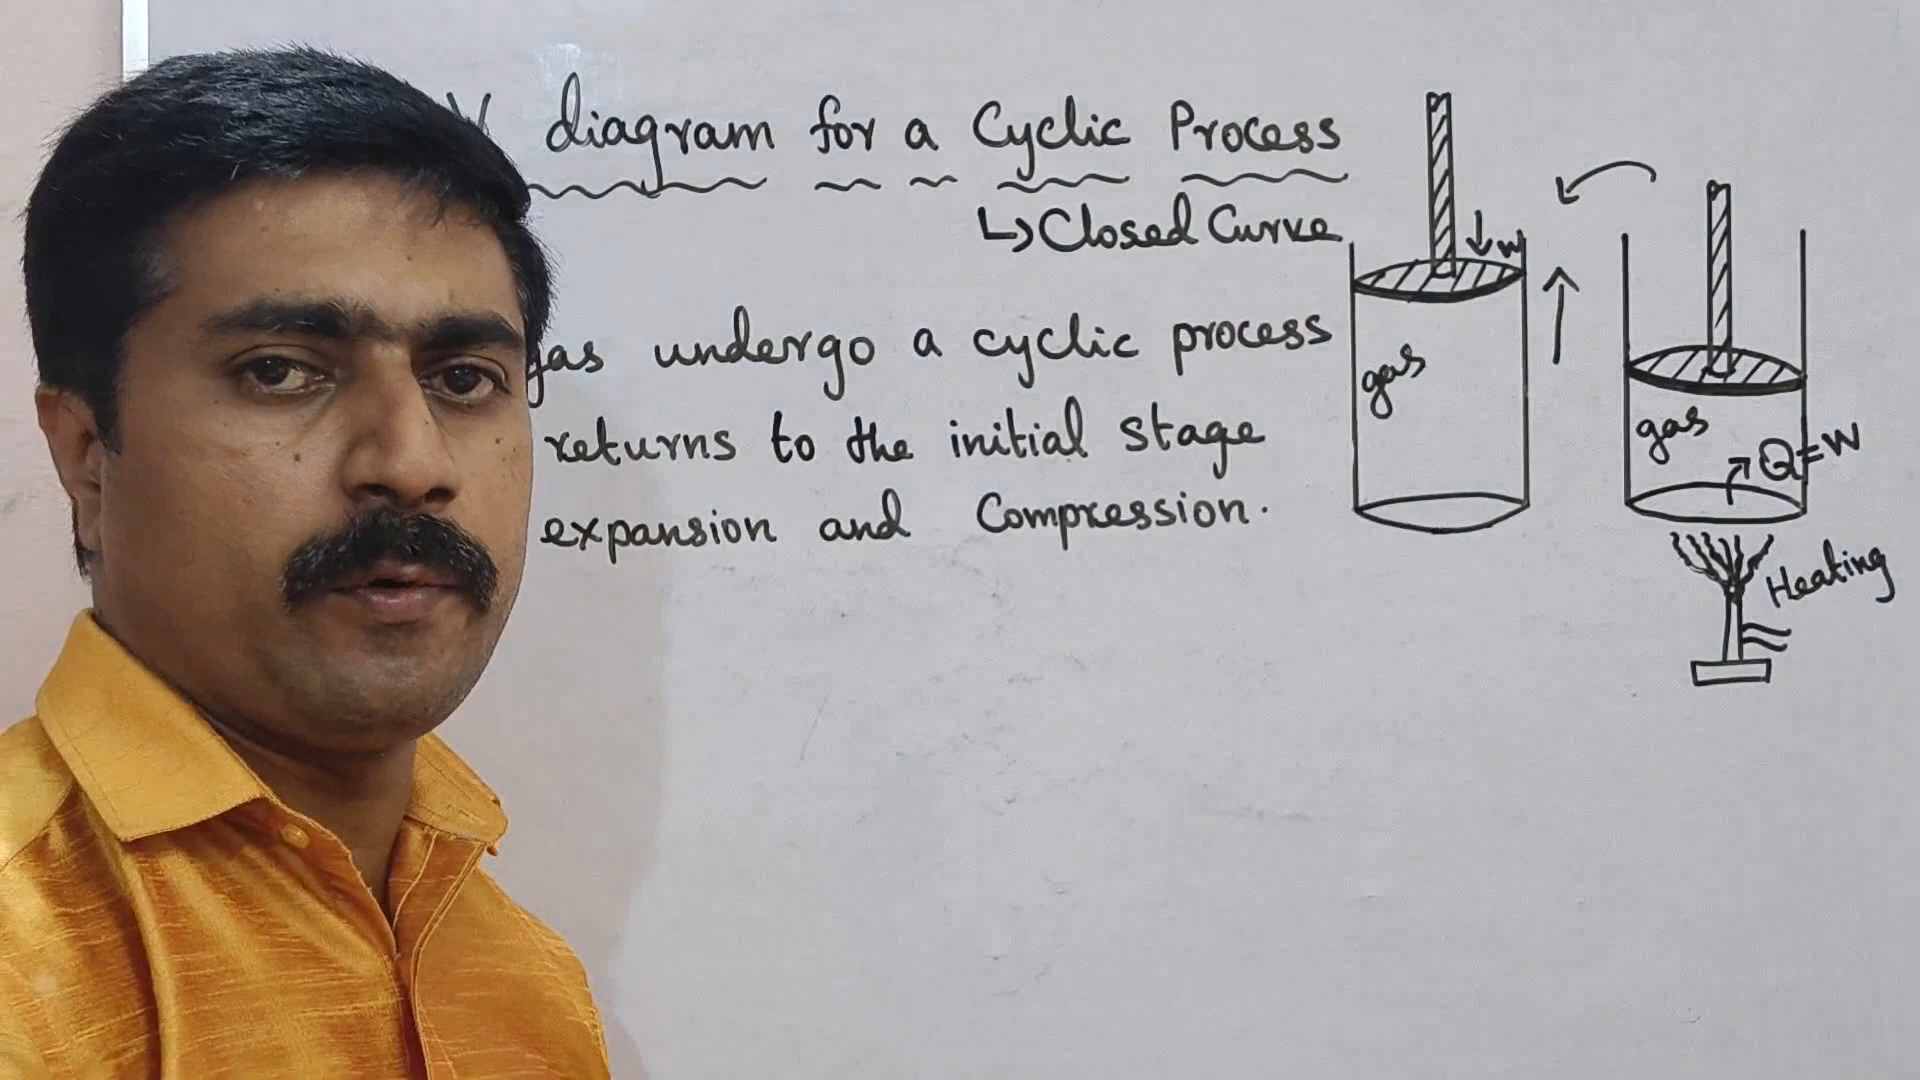 V diagram for a Cyclic Process
↳ Closed Curve
gas undergo a cyclic process
returns to the initial stage
expansion and Compression.
w
gas
gas
Q=W
Heating